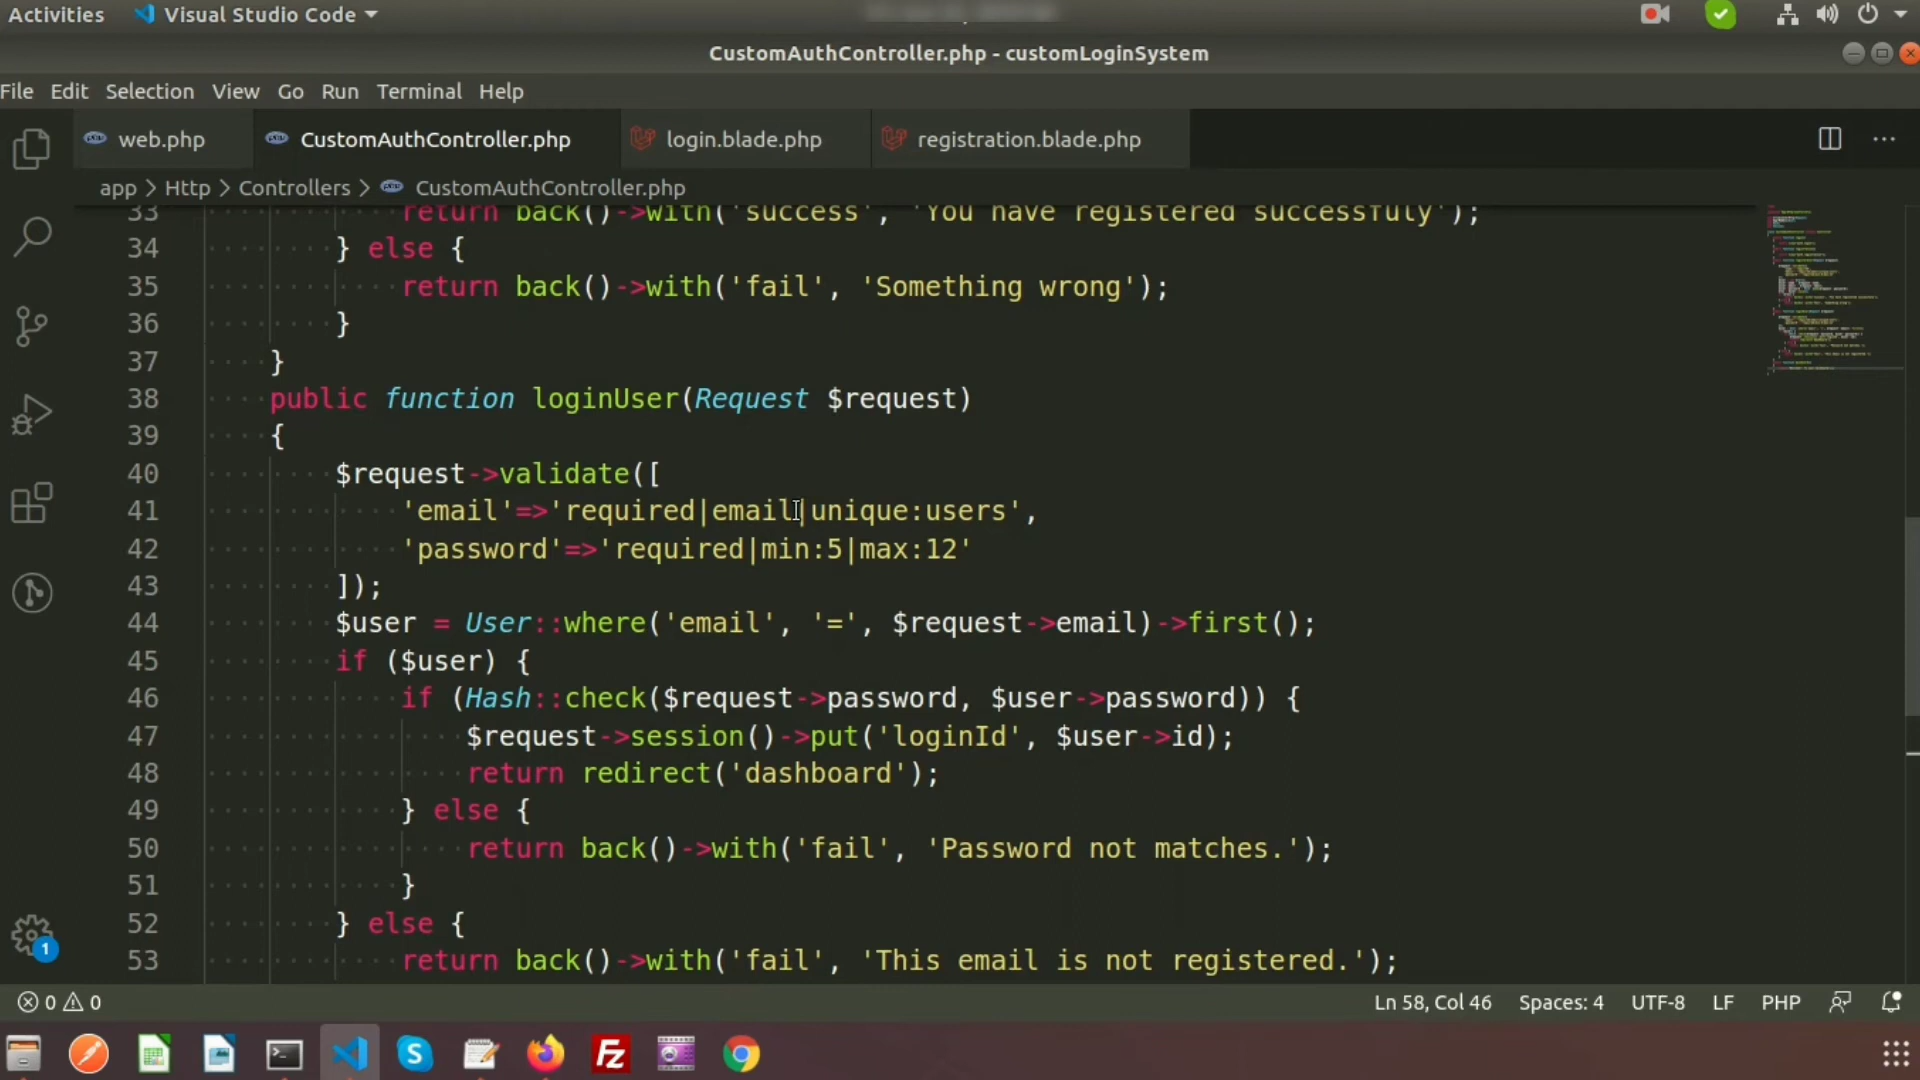 Activities Visual Studio Code
CustomAuthController.php - customLoginSystem
File Edit Selection View Go Run Terminal Help
web.php CustomAuthController.php login.blade.php registration.blade.php
app > Http > Controllers > CustomAuthController.php
33 return back()->with('success', 'You have registered successfuly');
34 } else {
35 return back()->with('fail', 'Something wrong');
36 }
37 }
38 public function loginUser(Request $request)
39 {
40 $request->validate([
41 'email'=>'required|email|unique:users',
42 'password'=>'required|min:5|max:12'
43 ]);
44 $user = User::where('email', '=', $request->email)->first();
45 if ($user) {
46 if (Hash::check($request->password, $user->password)) {
47 $request->session()->put('loginId', $user->id);
48 return redirect('dashboard');
49 } else {
50 return back()->with('fail', 'Password not matches.');
51 }
52 } else {
53 return back()->with('fail', 'This email is not registered.');
1
0 0 Ln 58, Col 46 Spaces: 4 UTF-8 LF PHP